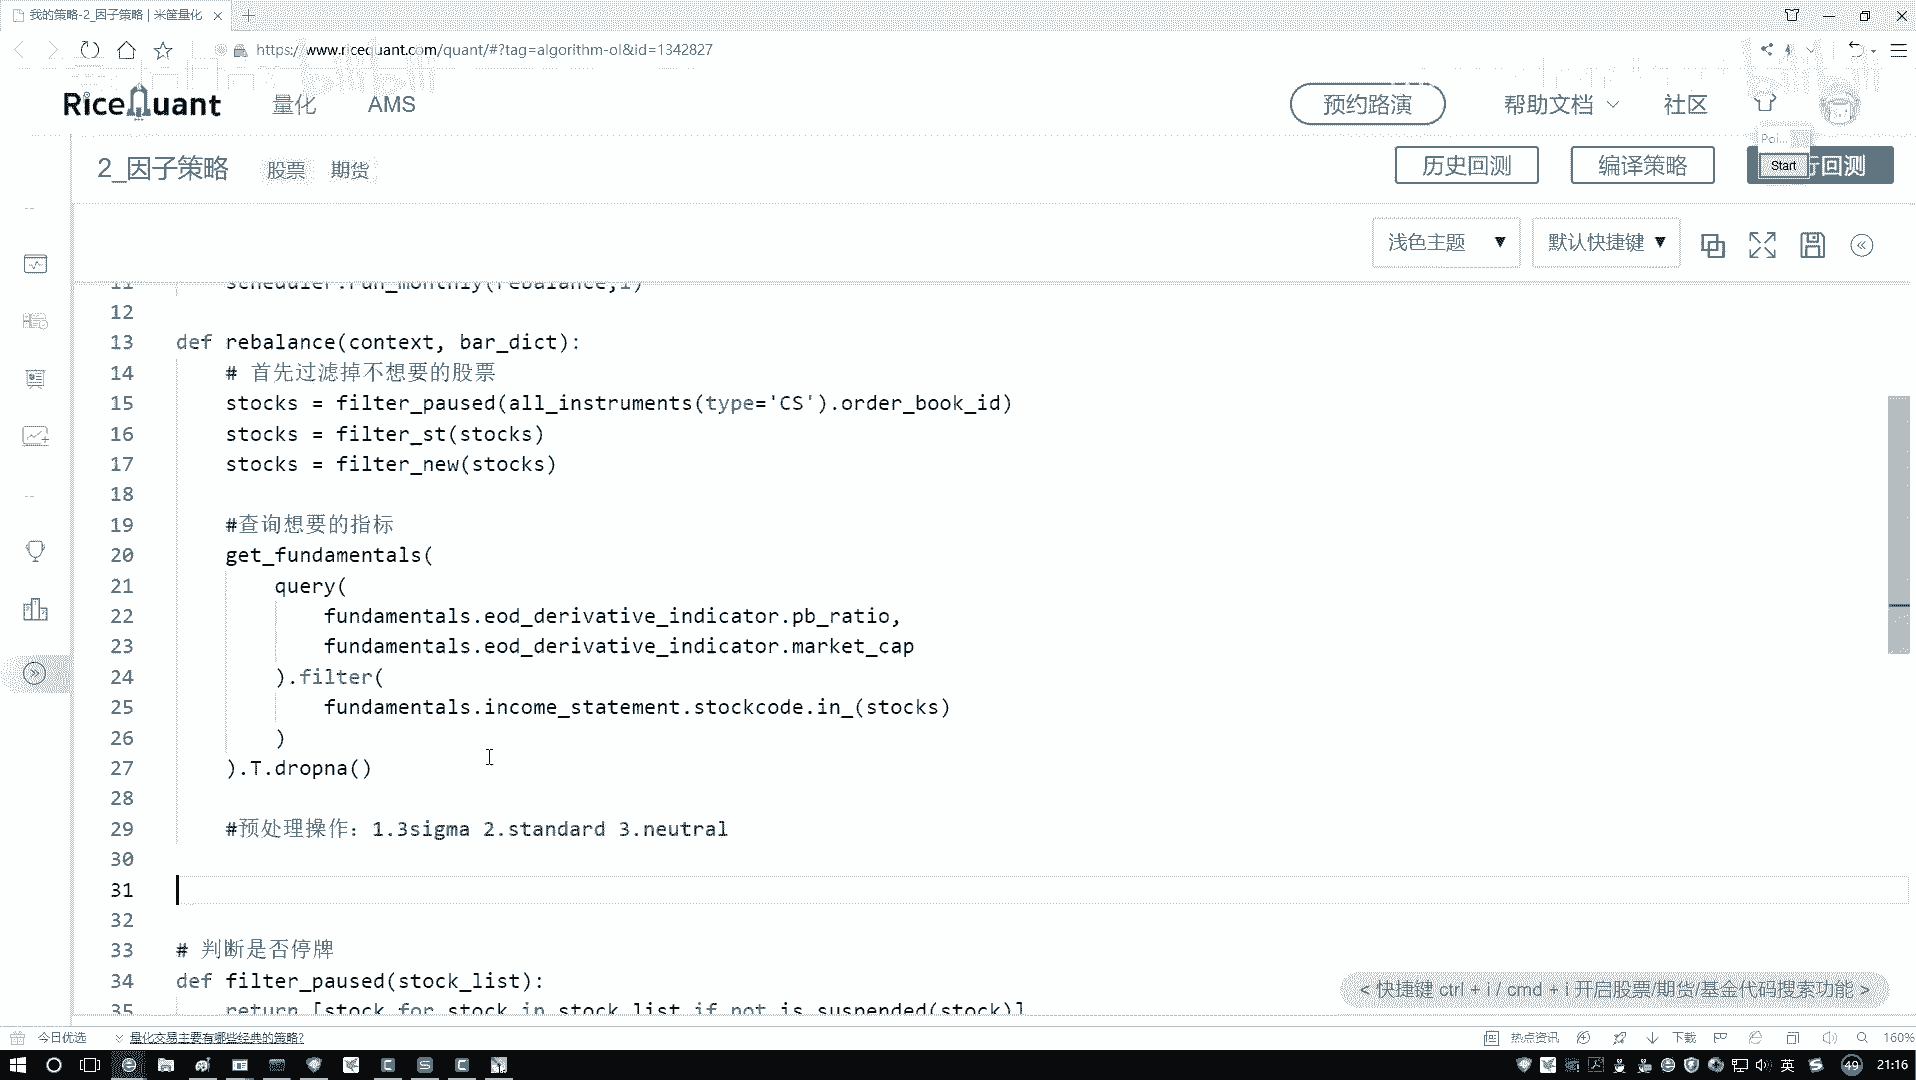 我的策略-2_因子策略 | 米筐量化
https://www.ricequant.com/quant/#?tag=algorithm-ol&id=1342827
RiceQuant 量化 AMS 预约路演 帮助文档 社区
Poi...
2_因子策略 股票 期货 历史回测 编译策略 Start 行回测
浅色主题 ▼ 默认快捷键 ▼
11 scheduler.run_monthly(rebalance,1)
12
13 def rebalance(context, bar_dict):
14 # 首先过滤掉不想要的股票
15 stocks = filter_paused(all_instruments(type='CS').order_book_id)
16 stocks = filter_st(stocks)
17 stocks = filter_new(stocks)
18
19 #查询想要的指标
20 get_fundamentals(
21 query(
22 fundamentals.eod_derivative_indicator.pb_ratio,
23 fundamentals.eod_derivative_indicator.market_cap
24 ).filter(
25 fundamentals.income_statement.stockcode.in_(stocks)
26 )
27 ).T.dropna()
28
29 #预处理操作：1.3sigma 2.standard 3.neutral
30
31
32
33 # 判断是否停牌
34 def filter_paused(stock_list):
35 return [stock for stock in stock_list if not is_suspended(stock)]
< 快捷键 ctrl + i / cmd + i 开启股票/期货/基金代码搜索功能 >
今日优选 量化交易主要有哪些经典的策略? 热点资讯 下载 160%
英 49 21:16